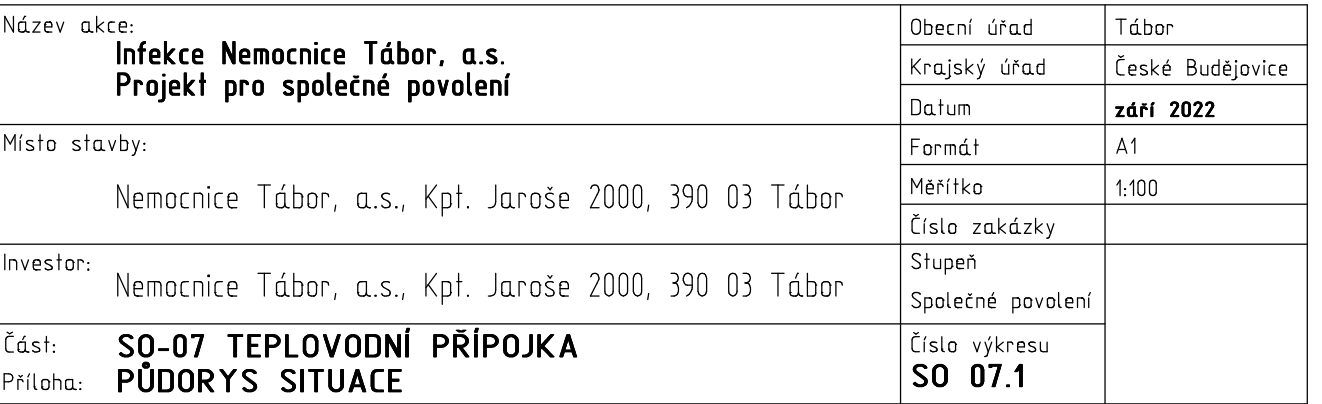 Název akce:
Infekce Nemocnice Tábor, a.s.
Projekt pro společné povolení
Obecní úřad Tábor
Krajský úřad České Budějovice
Datum září 2022
Místo stavby:
Nemocnice Tábor, a.s., Kpt. Jaroše 2000, 390 03 Tábor
Formát A1
Měřítko 1:100
Číslo zakázky
Investor:
Nemocnice Tábor, a.s., Kpt. Jaroše 2000, 390 03 Tábor
Stupeň
Společné povolení
Část: SO-07 TEPLOVODNÍ PŘÍPOJKA
Příloha: PŮDORYS SITUACE
Číslo výkresu
SO 07.1